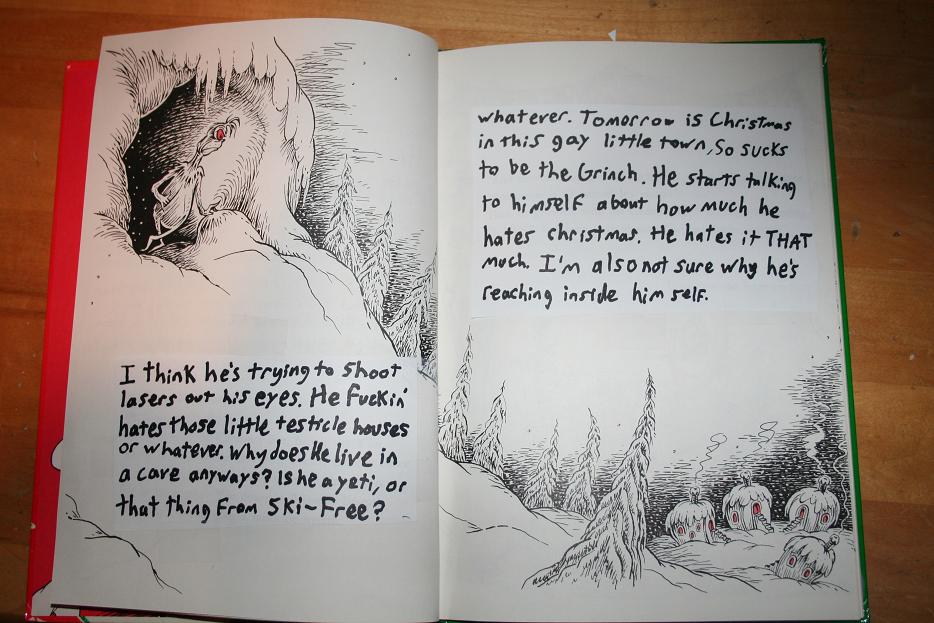 I think he's trying to shoot
lasers out his eyes. He Fuckin'
hates those little testicle houses
or whatever. Why does He live in
a cave anyways? Is he a yeti, or
that thing From Ski-Free?
whatever. Tomorrow is Christmas
in this gay little town, So sucks
to be the Grinch. He starts talking
to himself about how much he
hates christmas. He hates it THAT
much. I'm also not sure why he's
reaching inside him self.